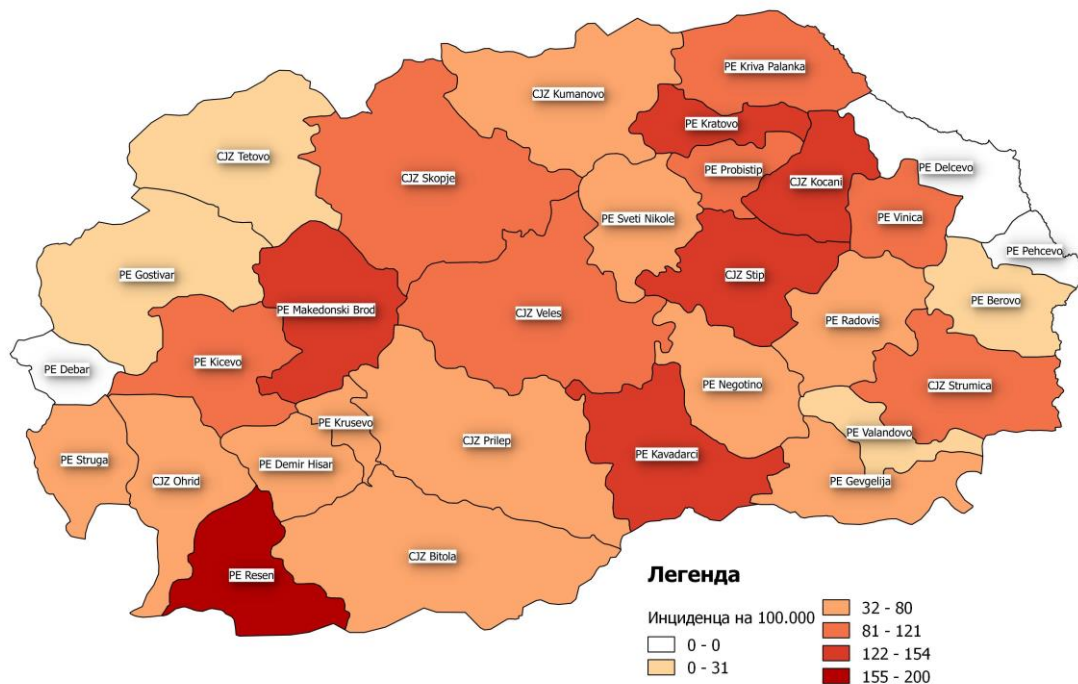 PE Kriva Palanka
CJZ Kumanovo
PE Kratovo
CJZ Tetovo
PE Probistip
PE Delcevo
CJZ Skopje
CJZ Kocani
PE Sveti Nikole
PE Vinica
PE Pehcevo
PE Gostivar
CJZ Stip
PE Berovo
PE Makedonski Brod
CJZ Veles
PE Radovis
PE Kicevo
PE Debar
PE Negotino
CJZ Strumica
PE Krusevo
PE Valandovo
CJZ Prilep
PE Kavadarci
PE Struga
PE Demir Hisar
CJZ Ohrid
PE Gevgelija
CJZ Bitola
PE Resen
Легенда
Инциденца на 100.000
0 - 0
0 - 31
32 - 80
81 - 121
122 - 154
155 - 200